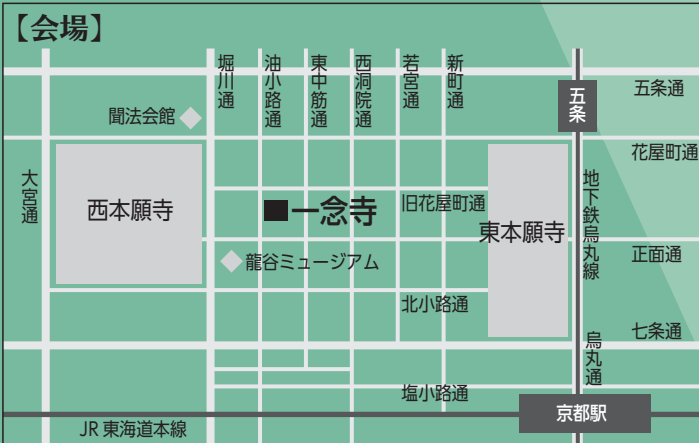 【会場】
堀川通
油小路通
東中筋通
西洞院通
若宮通
新町通
五条
五条通
聞法会館
花屋町通
大宮通
西本願寺
一念寺
旧花屋町通
東本願寺
地下鉄烏丸線
龍谷ミュージアム
正面通
北小路通
七条通
烏丸通
塩小路通
京都駅
JR東海道本線